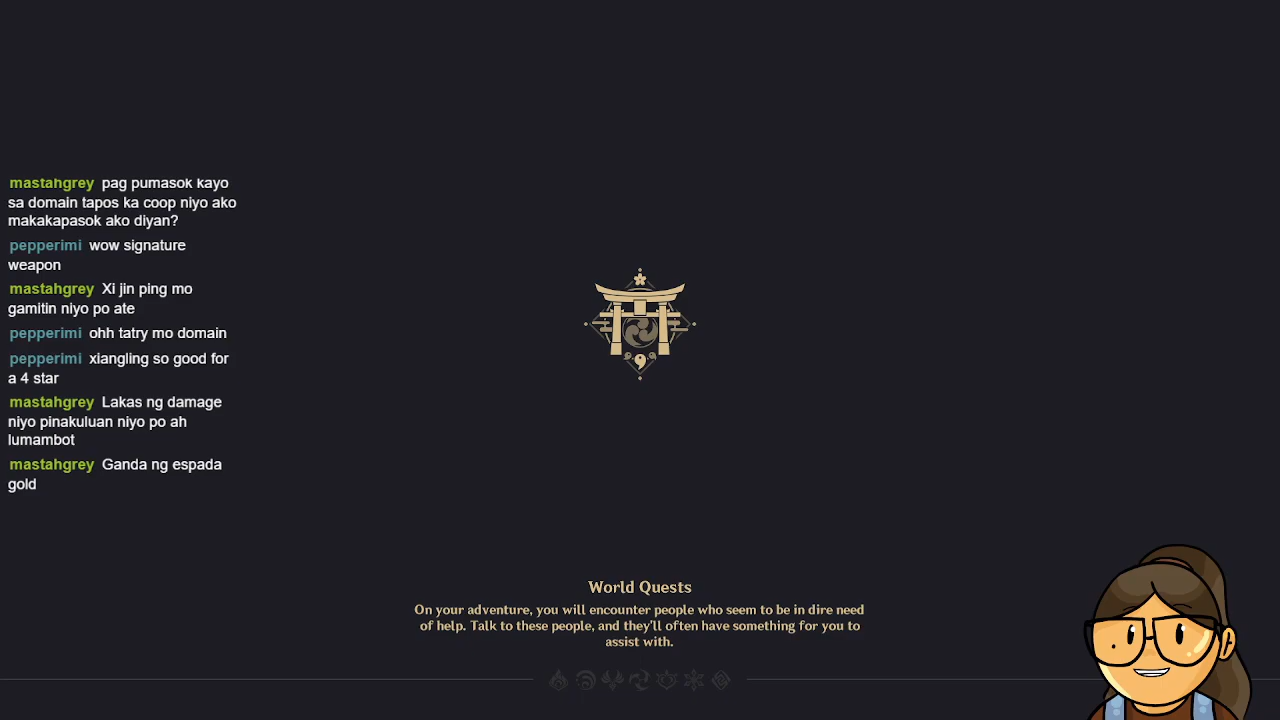 mastahgrey pag pumasok kayo
sa domain tapos ka coop niyo ako
makakapasok ako diyan?
pepperimi wow signature
weapon
mastahgrey Xi jin ping mo
gamitin niyo po ate
pepperimi ohh tatry mo domain
pepperimi xiangling so good for
a 4 star
mastahgrey Lakas ng damage
niyo pinakuluan niyo po ah
lumambot
mastahgrey Ganda ng espada
gold
World Quests
On your adventure, you will encounter people who seem to be in dire need
of help. Talk to these people, and they'll often have something for you to
assist with.